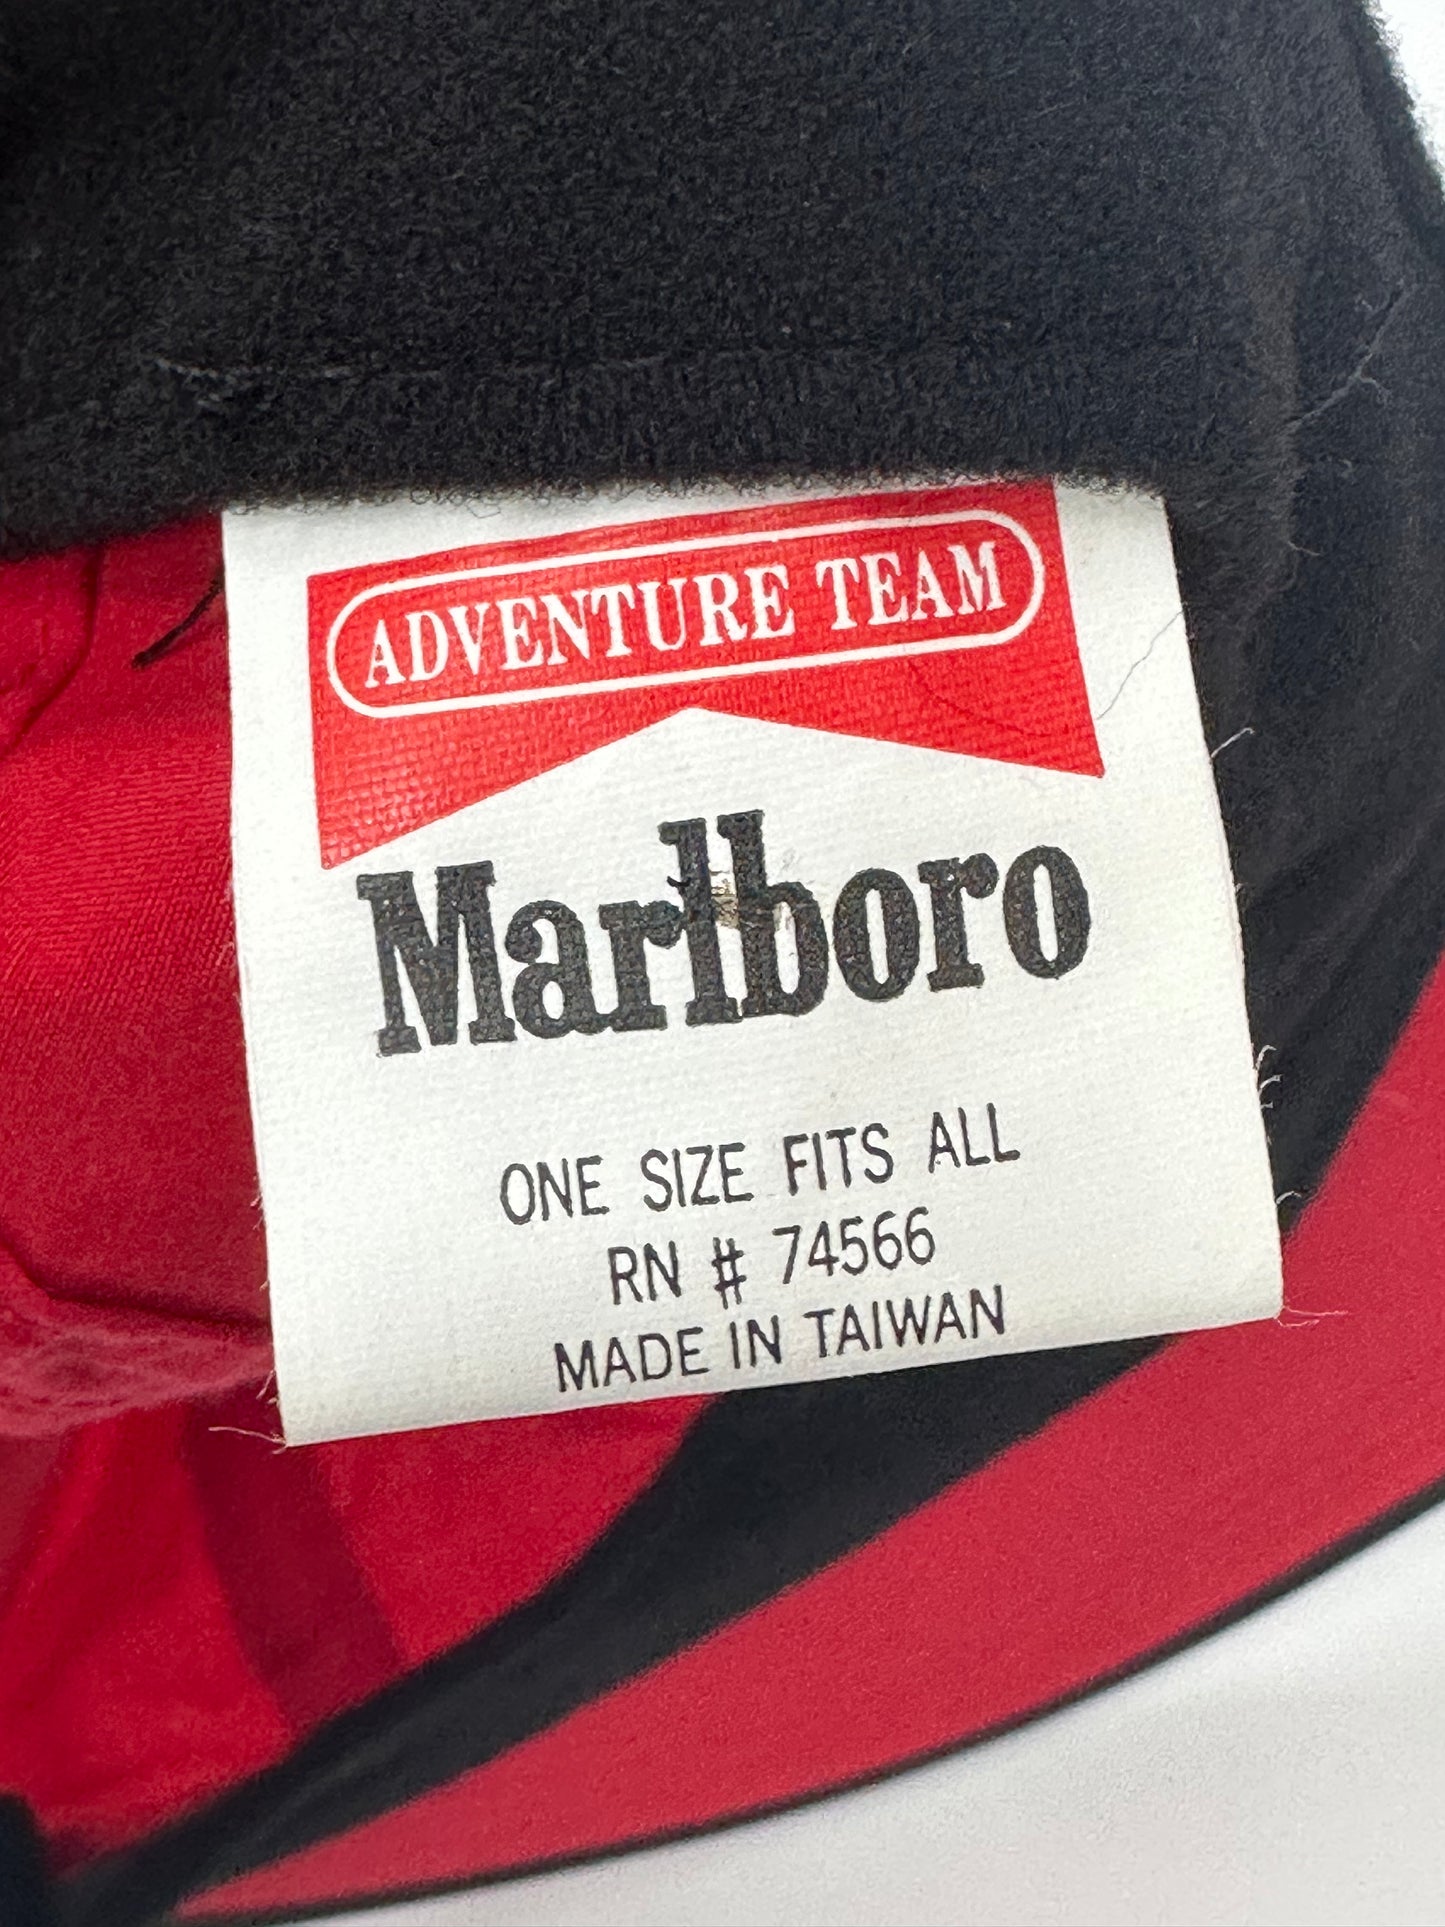 ADVENTURE TEAM
Marlboro
ONE SIZE FITS ALL
RN # 74566
MADE IN TAIWAN